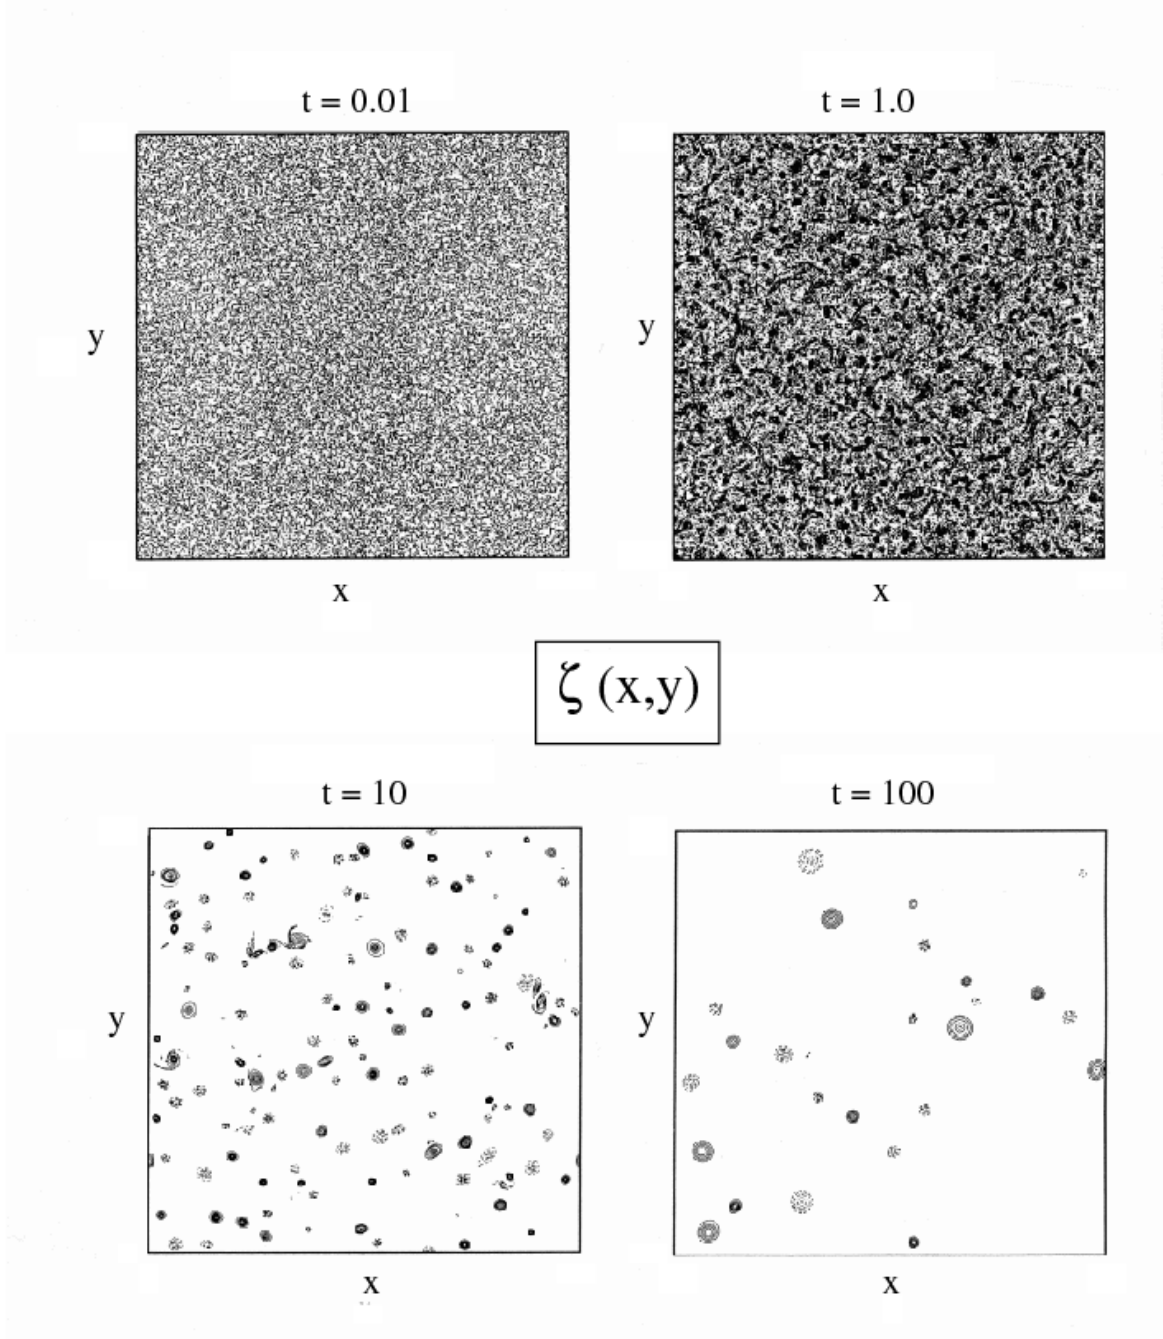 t = 0.01
t = 1.0
y
y
x
x
ζ (x,y)
t = 10
t = 100
y
y
x
x